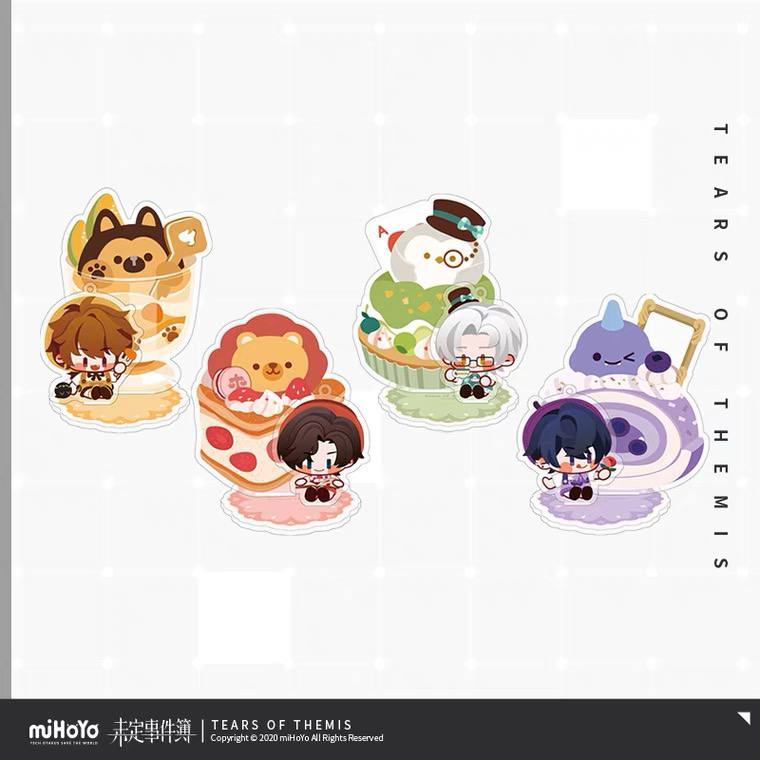 TEARS OF THEMIS
A
miHoYo
TECH OTAKUS SAVE THE WORLD
未定事件簿
TEARS OF THEMIS
Copyright © 2020 miHoYo All Rights Reserved